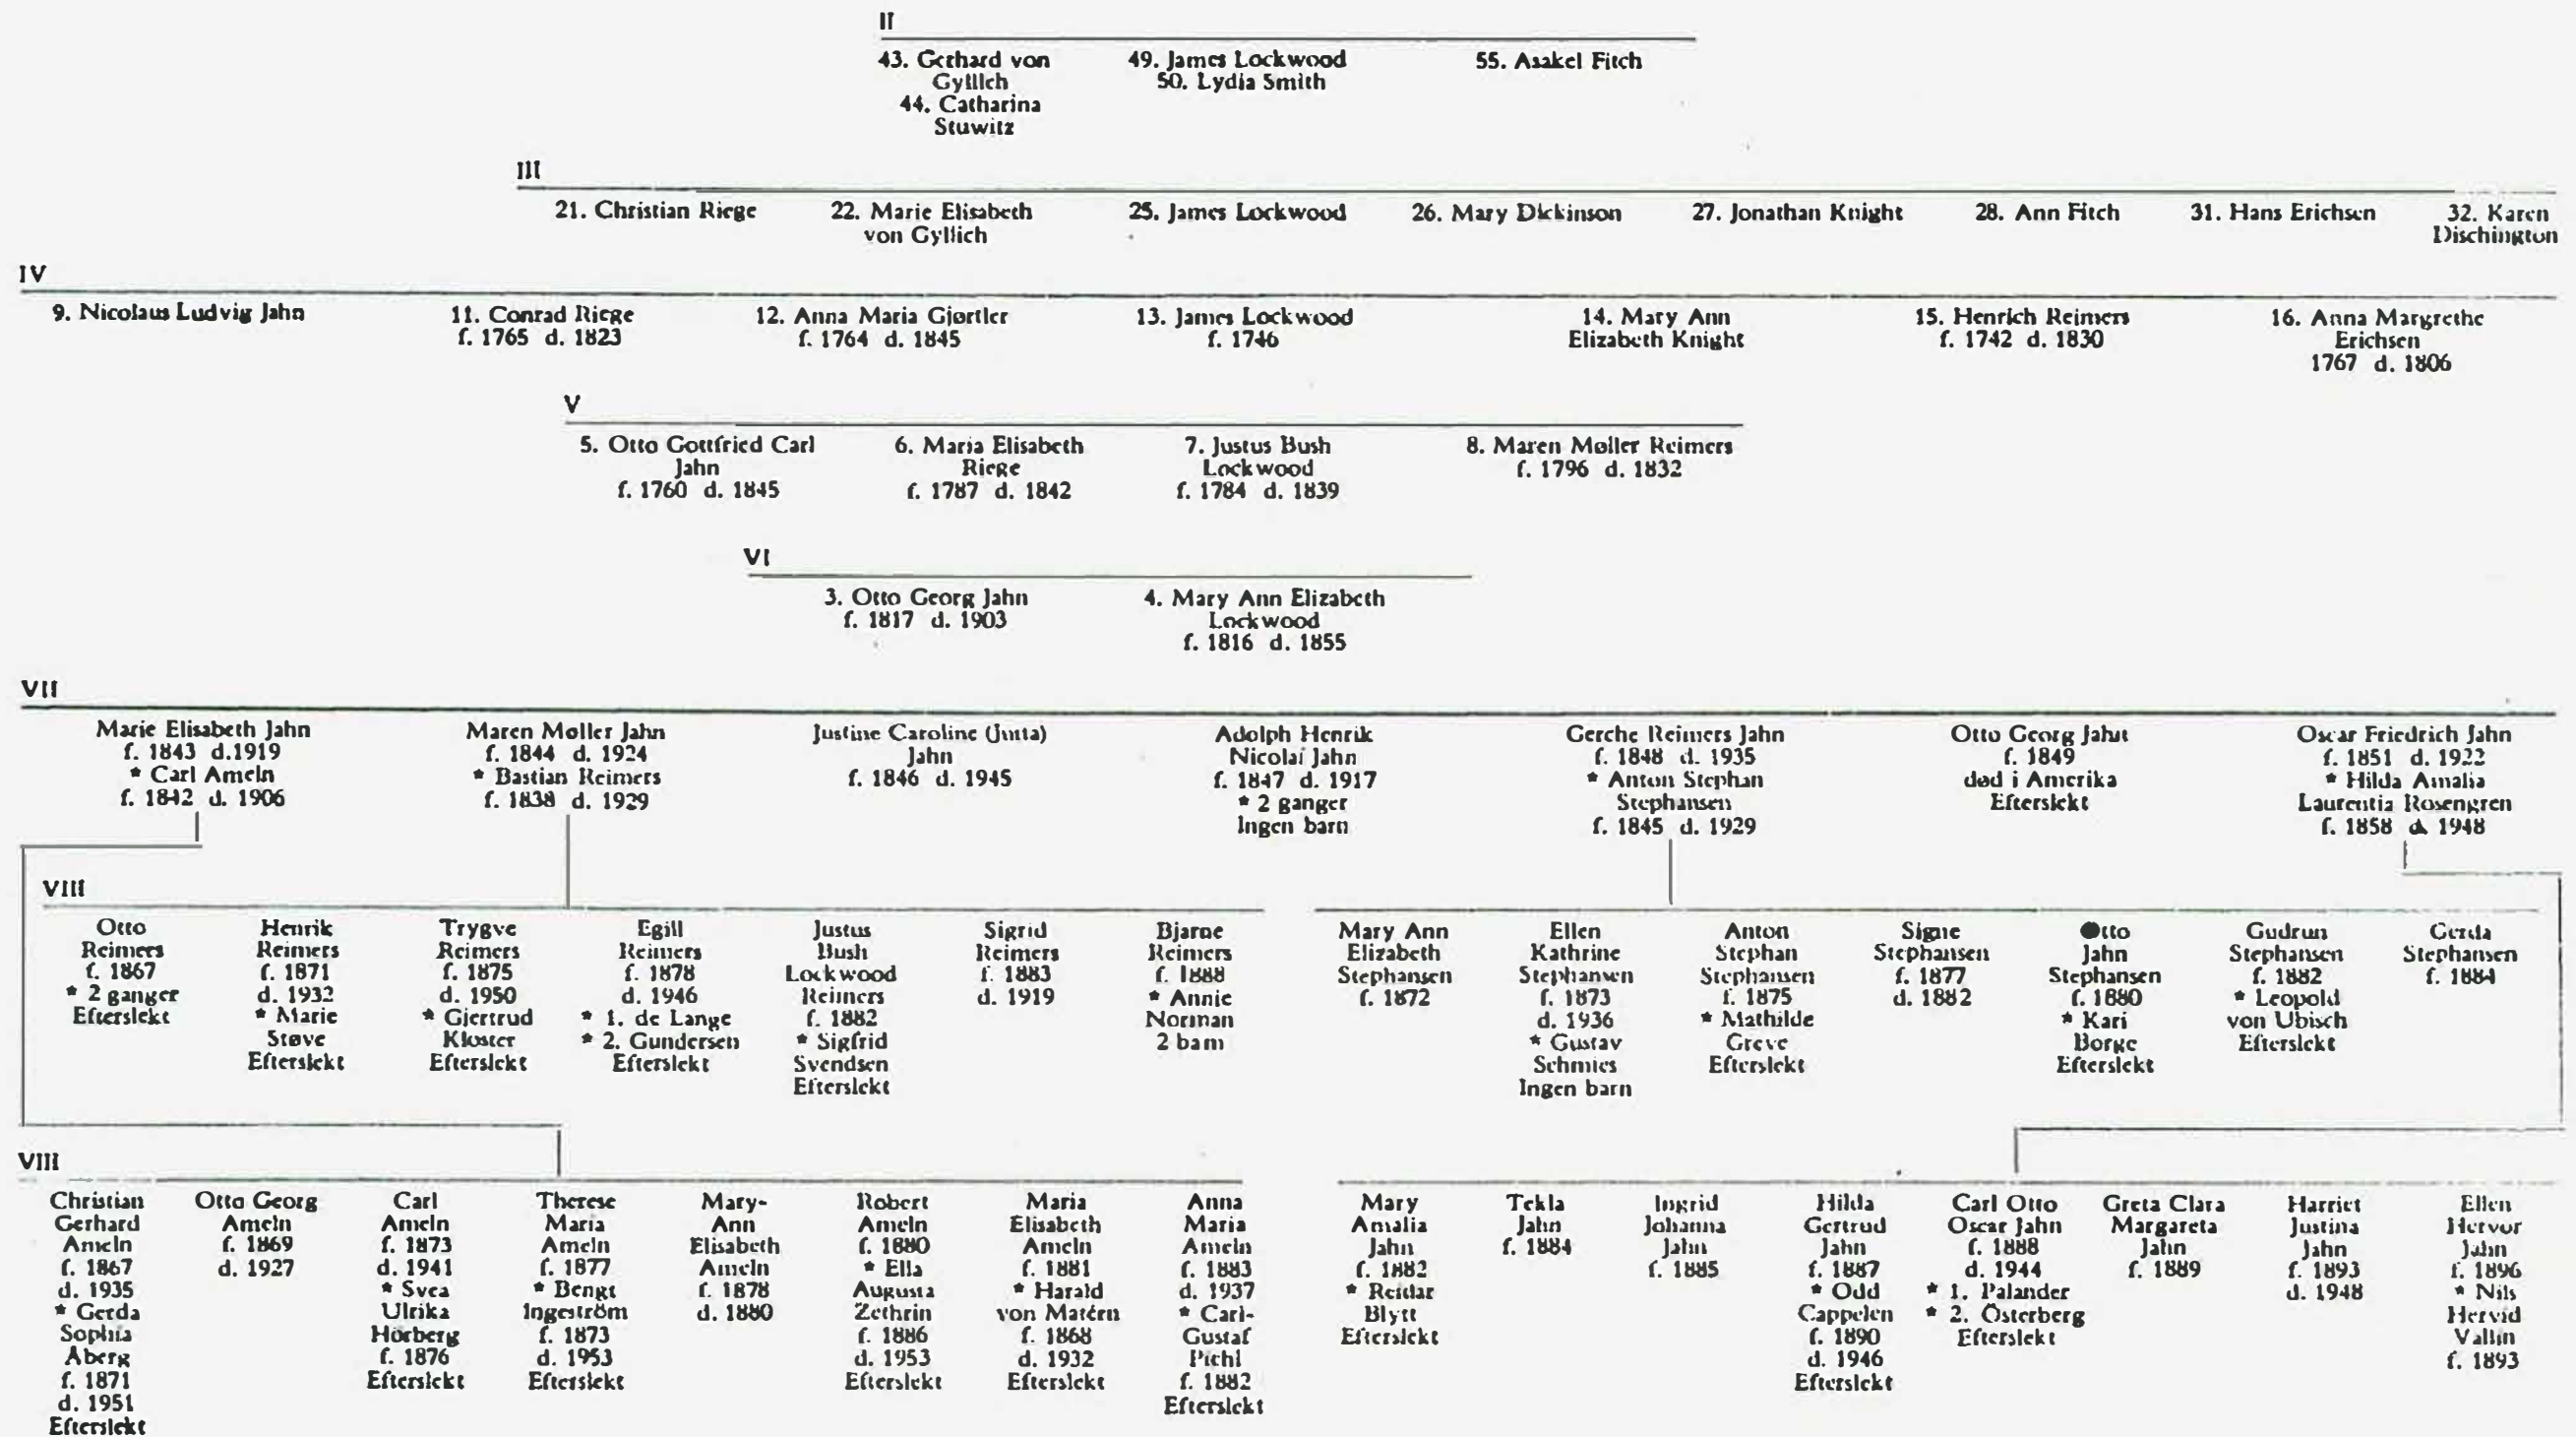 II
43. Gerhard von
Gyllich
44. Catharina
Stuwitz
49. James Lockwood
50. Lydia Smith
55. Asakel Fitch
III
21. Christian Riege
22. Marie Elisabeth
von Gyllich
25. James Lockwood
26. Mary Dickinson
27. Jonathan Knight
28. Ann Fitch
31. Hans Erichsen
32. Karen
Dischington
IV
9. Nicolaus Ludvig Jahn
11. Conrad Riege
f. 1765 d. 1823
12. Anna Maria Gjørtler
f. 1764 d. 1845
13. James Lockwood
f. 1746
14. Mary Ann
Elizabeth Knight
15. Henrich Reimers
f. 1742 d. 1830
16. Anna Margrethe
Erichsen
1767 d. 1806
V
5. Otto Gottfried Carl
Jahn
f. 1760 d. 1845
6. Maria Elisabeth
Riege
f. 1787 d. 1842
7. Justus Bush
Lockwood
f. 1784 d. 1839
8. Maren Møller Reimers
f. 1796 d. 1832
VI
3. Otto Georg Jahn
f. 1817 d. 1903
4. Mary Ann Elizabeth
Lockwood
f. 1816 d. 1855
VII
Marie Elisabeth Jahn
f. 1843 d.1919
* Carl Ameln
f. 1842 d. 1906
Maren Møller Jahn
f. 1844 d. 1924
* Bastian Reimers
f. 1838 d. 1929
Justine Caroline (Jutta)
Jahn
f. 1846 d. 1945
Adolph Henrik
Nicolai Jahn
f. 1847 d. 1917
* 2 ganger
Ingen barn
Gerche Reimers Jahn
f. 1848 d. 1935
* Anton Stephan
Stephansen
f. 1845 d. 1929
Otto Georg Jahn
f. 1849
død i Amerika
Efterslekt
Oscar Friedrich Jahn
f. 1851 d. 1922
* Hilda Amalia
Laurentia Rosengren
f. 1858 d. 1948
VIII
Otto
Reimers
f. 1867
* 2 ganger
Efterslekt
Henrik
Reimers
f. 1871
d. 1932
* Marie
Støve
Efterslekt
Trygve
Reimers
f. 1875
d. 1950
* Gjertrud
Kloster
Efterslekt
Egill
Reimers
f. 1878
d. 1946
* 1. de Lange
* 2. Gundersen
Efterslekt
Justus
Bush
Lockwood
Reimers
f. 1882
* Sigfrid
Svendsen
Efterslekt
Sigrid
Reimers
f. 1883
d. 1919
Bjarne
Reimers
f. 1888
* Annie
Norman
2 barn
Mary Ann
Elizabeth
Stephansen
f. 1872
Ellen
Kathrine
Stephansen
f. 1873
d. 1936
* Gustav
Schmies
Ingen barn
Anton
Stephan
Stephansen
f. 1875
* Mathilde
Greve
Efterslekt
Signe
Stephansen
f. 1877
d. 1882
Otto
Jahn
Stephansen
f. 1880
* Kari
Borge
Efterslekt
Gudrun
Stephansen
f. 1882
* Leopold
von Ubisch
Efterslekt
Gerda
Stephansen
f. 1884
VIII
Christian
Gerhard
Ameln
f. 1867
d. 1935
* Gerda
Sophia
Åberg
f. 1871
d. 1951
Efterslekt
Otto Georg
Ameln
f. 1869
d. 1927
Carl
Ameln
f. 1873
d. 1941
* Svea
Ulrika
Hörberg
f. 1876
Efterslekt
Therese
Maria
Ameln
f. 1877
* Bengt
Ingeström
f. 1873
d. 1953
Efterslekt
Mary-
Ann
Elisabeth
Ameln
f. 1878
d. 1880
Robert
Ameln
f. 1880
* Ella
Augusta
Zethrin
f. 1886
d. 1953
Efterslekt
Maria
Elisabeth
Ameln
f. 1881
* Harald
von Matérn
f. 1868
d. 1932
Efterslekt
Anna
Maria
Ameln
f. 1883
d. 1937
* Carl-
Gustaf
Pichl
f. 1882
Efterslekt
Mary
Amalia
Jahn
f. 1882
* Reidar
Blytt
Efterslekt
Tekla
Jahn
f. 1884
Ingrid
Johanna
Jahn
f. 1885
Hilda
Gertrud
Jahn
f. 1887
* Odd
Cappelen
f. 1890
d. 1946
Efterslekt
Carl Otto
Oscar Jahn
f. 1888
d. 1944
* 1. Palander
* 2. Österberg
Efterslekt
Greta Clara
Margareta
Jahn
f. 1889
Harriet
Justina
Jahn
f. 1893
d. 1948
Ellen
Hervor
Jahn
f. 1896
* Nils
Hervid
Vallin
f. 1893